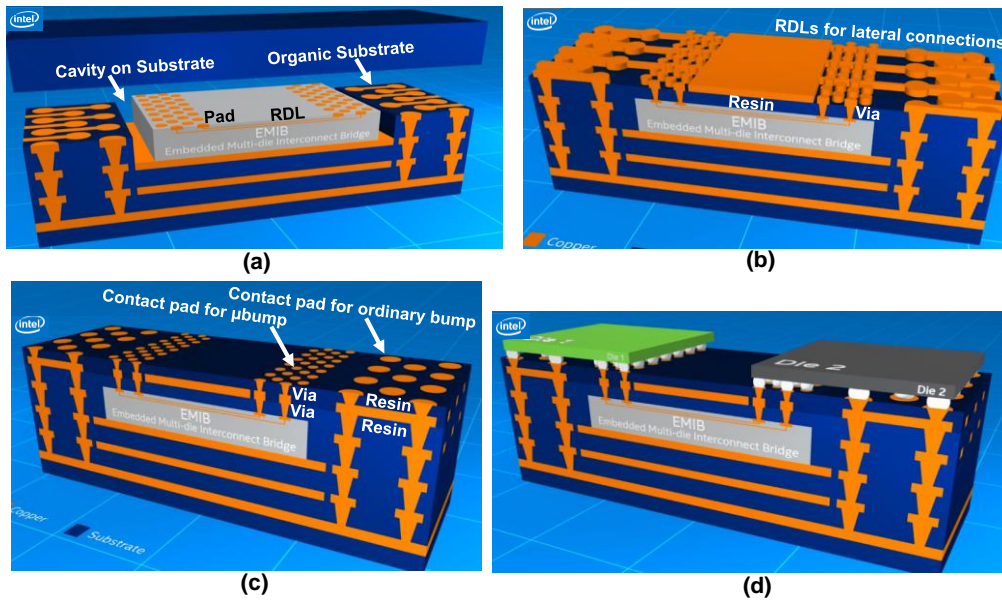 intel
Cavity on Substrate
Organic Substrate
Pad
RDL
EMIB
Embedded Multi-die Interconnect Bridge
(a)
intel
RDLs for lateral connections
Resin
Via
EMIB
Embedded Multi-die Interconnect Bridge
Copper
(b)
intel
Contact pad for µbump
Contact pad for ordinary bump
Via
Resin
Via
Resin
EMIB
Embedded Multi-die Interconnect Bridge
Copper
Substrate
(c)
intel
Die 1
Die 1
Die 2
Die 2
EMIB
Embedded Multi-die Interconnect Bridge
(d)